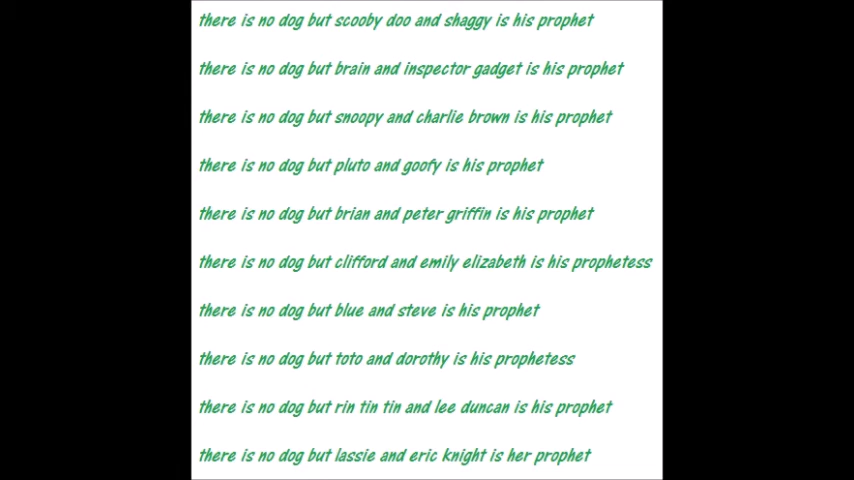 there is no dog but scooby doo and shaggy is his prophet
there is no dog but brain and inspector gadget is his prophet
there is no dog but snoopy and charlie brown is his prophet
there is no dog but pluto and goofy is his prophet
there is no dog but brian and peter griffin is his prophet
there is no dog but clifford and emily elizabeth is his prophetess
there is no dog but blue and steve is his prophet
there is no dog but toto and dorothy is his prophetess
there is no dog but rin tin tin and lee duncan is his prophet
there is no dog but lassie and eric knight is her prophet